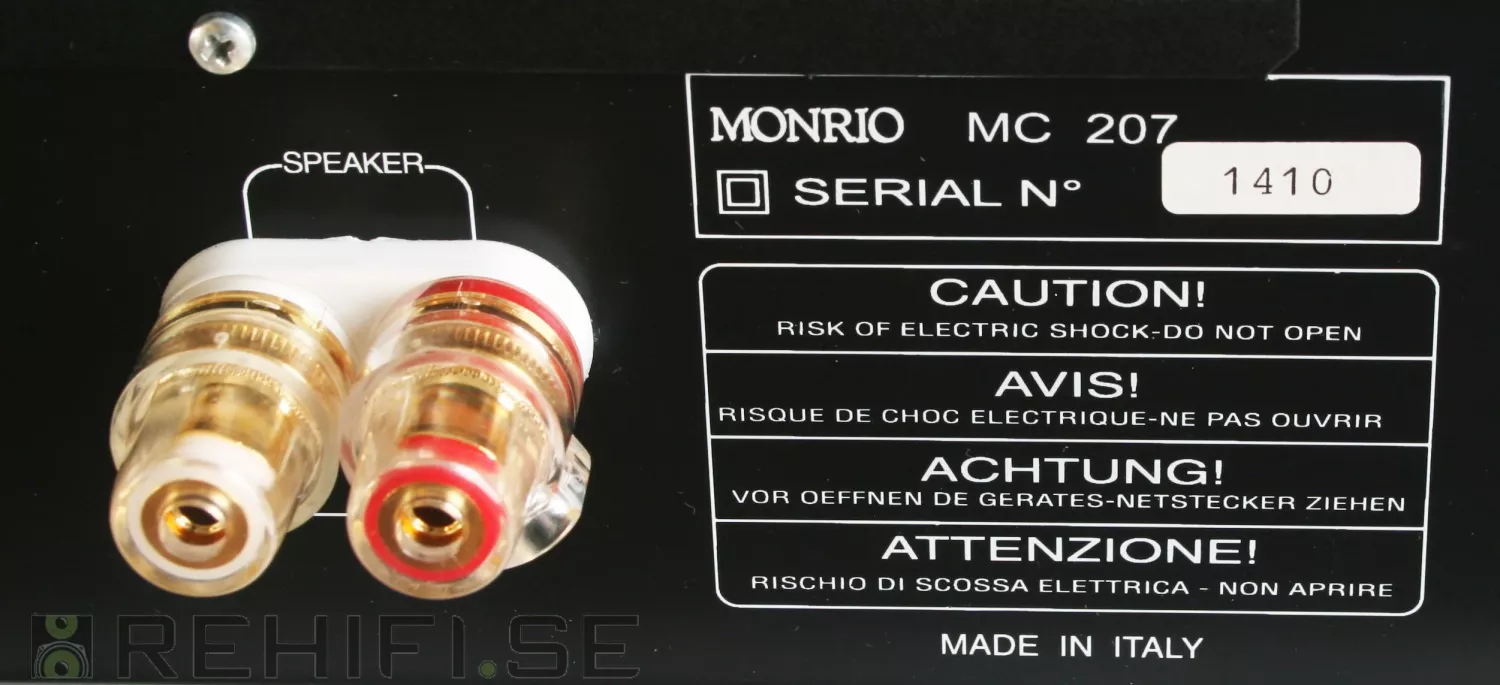 SPEAKER
MONRIO MC 207
SERIAL N° 1410
CAUTION!
RISK OF ELECTRIC SHOCK-DO NOT OPEN
AVIS!
RISQUE DE CHOC ELECTRIQUE-NE PAS OUVRIR
ACHTUNG!
VOR OEFFNEN DE GERATES-NETSTECKER ZIEHEN
ATTENZIONE!
RISCHIO DI SCOSSA ELETTRICA - NON APRIRE
MADE IN ITALY
REHIFI.SE